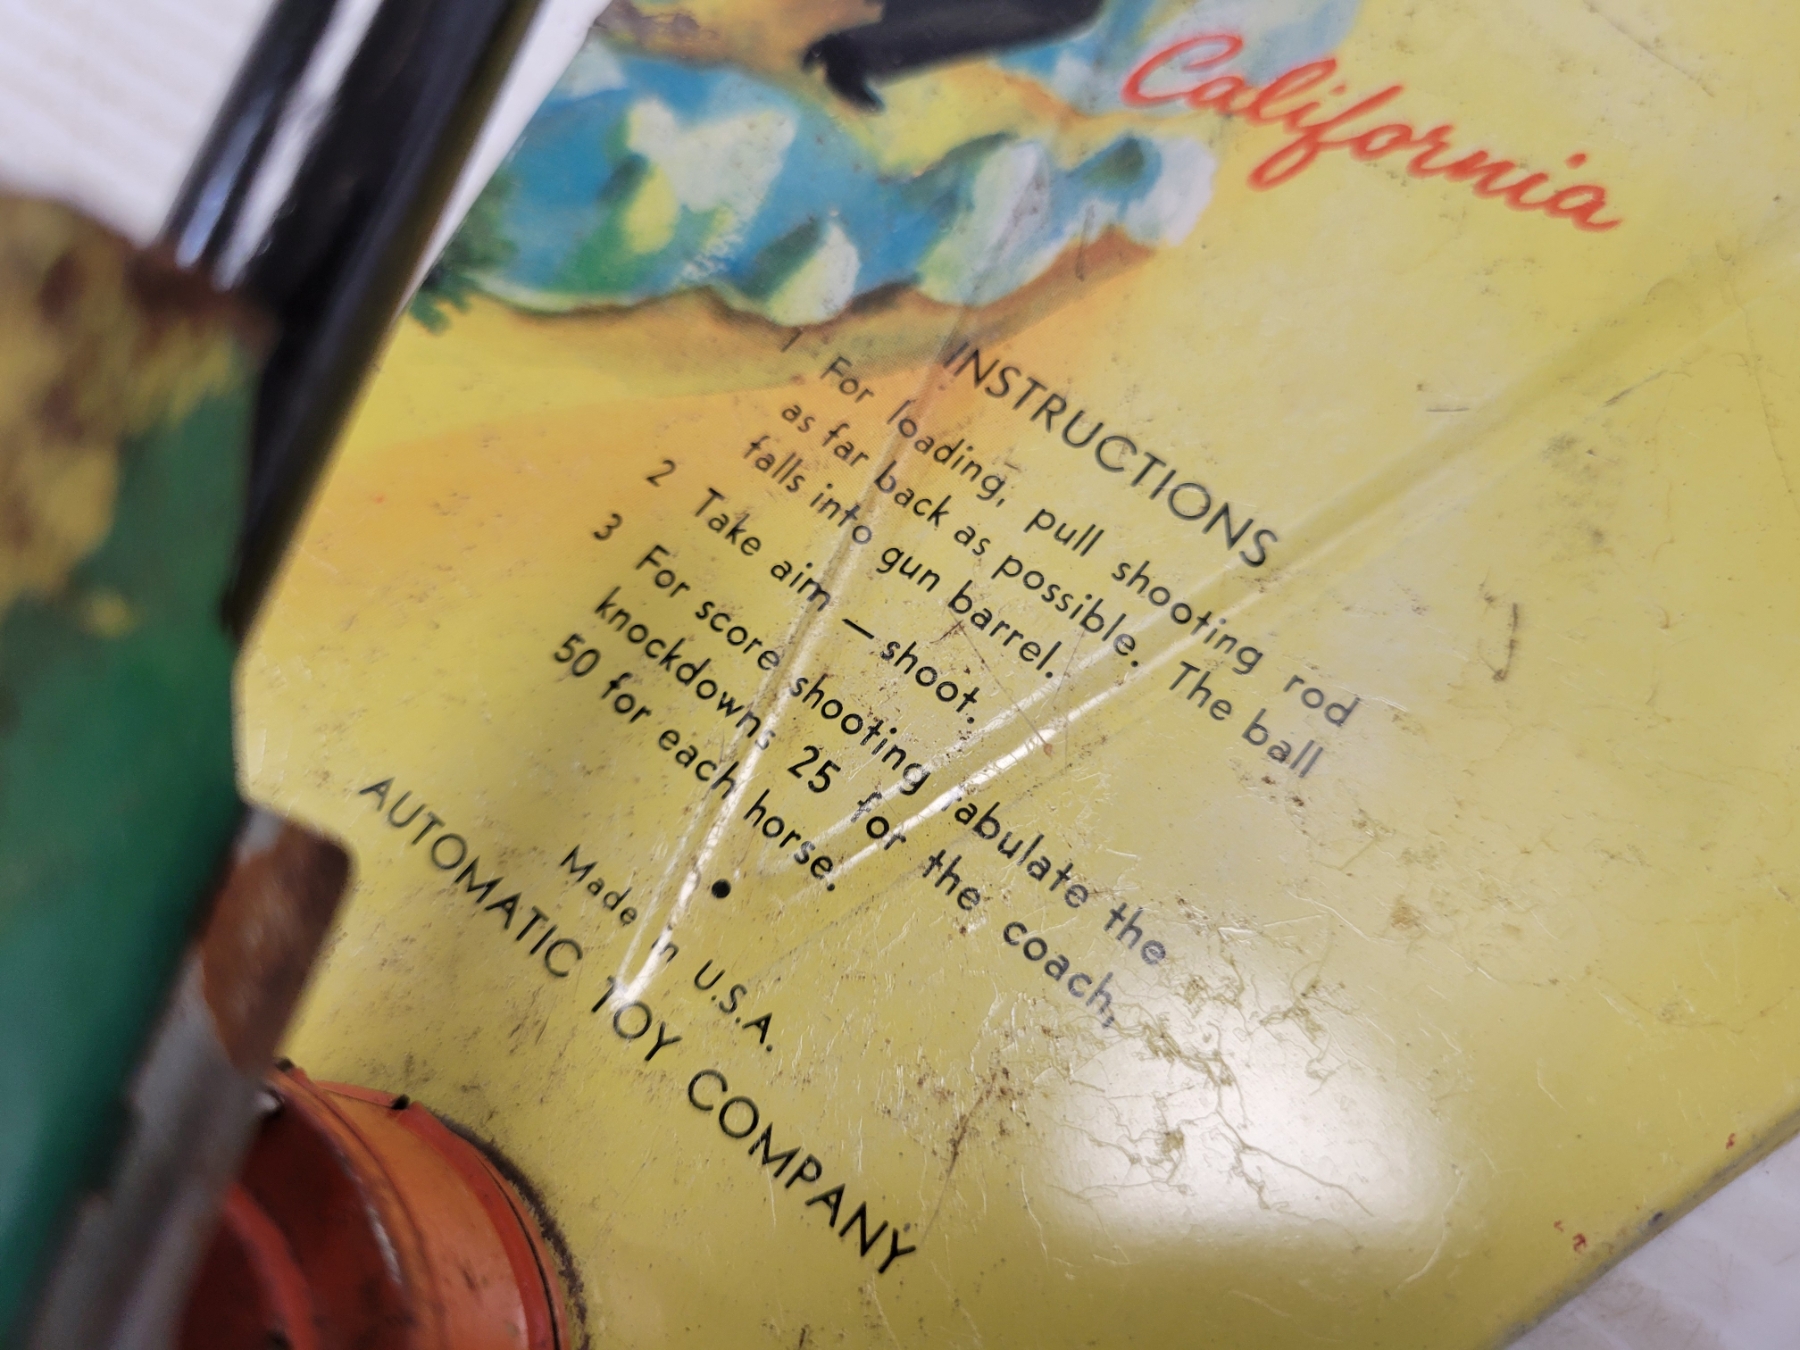 California
INSTRUCTIONS
1 For loading, pull shooting rod
as far back as possible. The ball
falls into gun barrel.
2 Take aim — shoot.
3 For score shooting tabulate the
knockdowns 25 for the coach,
50 for each horse.
•
Made in U.S.A.
AUTOMATIC TOY COMPANY